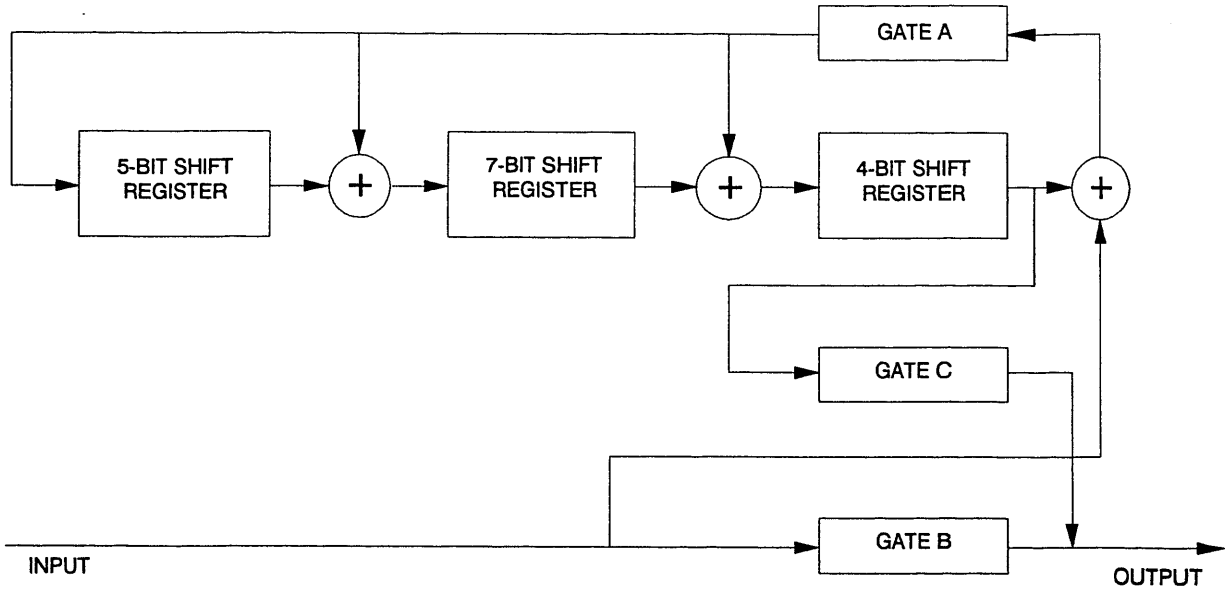 GATE A
5-BIT SHIFT
REGISTER
+
7-BIT SHIFT
REGISTER
+
4-BIT SHIFT
REGISTER
+
GATE C
GATE B
INPUT
OUTPUT